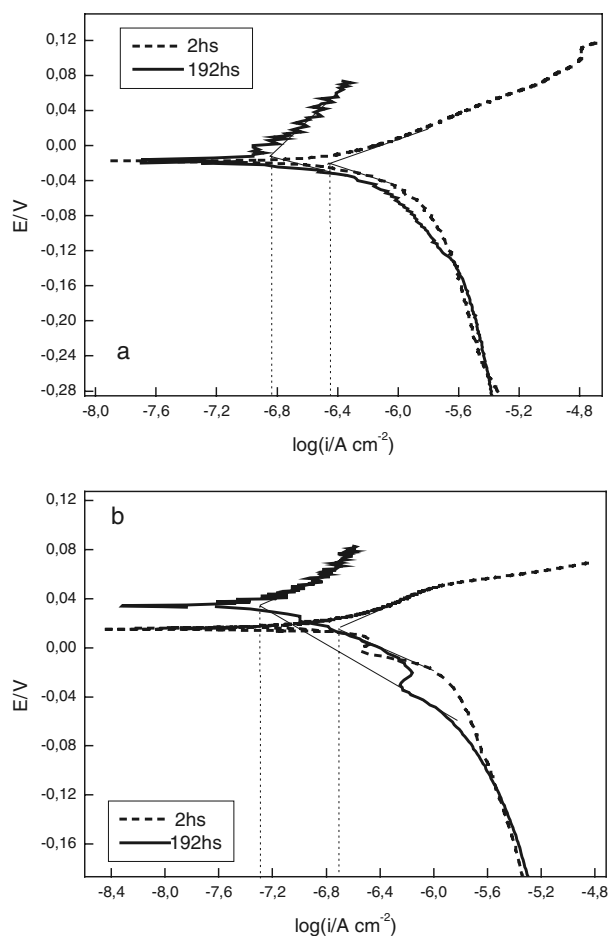 0,12
0,08
0,04
0,00
-0,04
-0,08
-0,12
-0,16
-0,20
-0,24
-0,28
E/V
2hs
192hs
a
-8,0 -7,6 -7,2 -6,8 -6,4 -6,0 -5,6 -5,2 -4,8
log(i/A cm-2)
b
0,12
0,08
0,04
0,00
-0,04
-0,08
-0,12
-0,16
E/V
2hs
192hs
-8,4 -8,0 -7,6 -7,2 -6,8 -6,4 -6,0 -5,6 -5,2 -4,8
log(i/A cm-2)